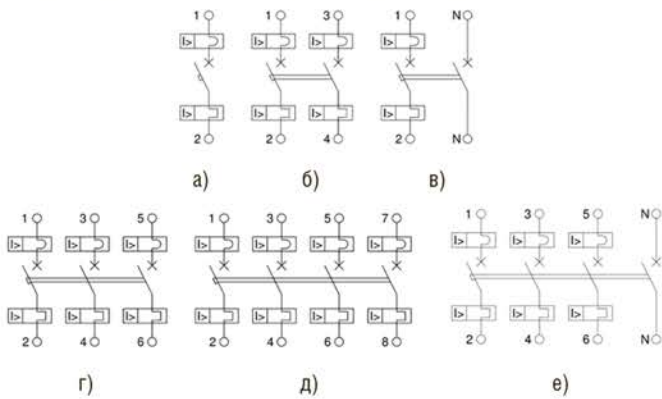 1 1 3 1 N
I> I> I> I>
I> I> I> I>
2 2 4 2 N
а) б) в)
1 3 5 1 3 5 7 1 3 5 N
I> I> I> I> I> I> I> I> I> I>
I> I> I> I> I> I> I> I> I> I>
2 4 6 2 4 6 8 2 4 6 N
г) д) е)